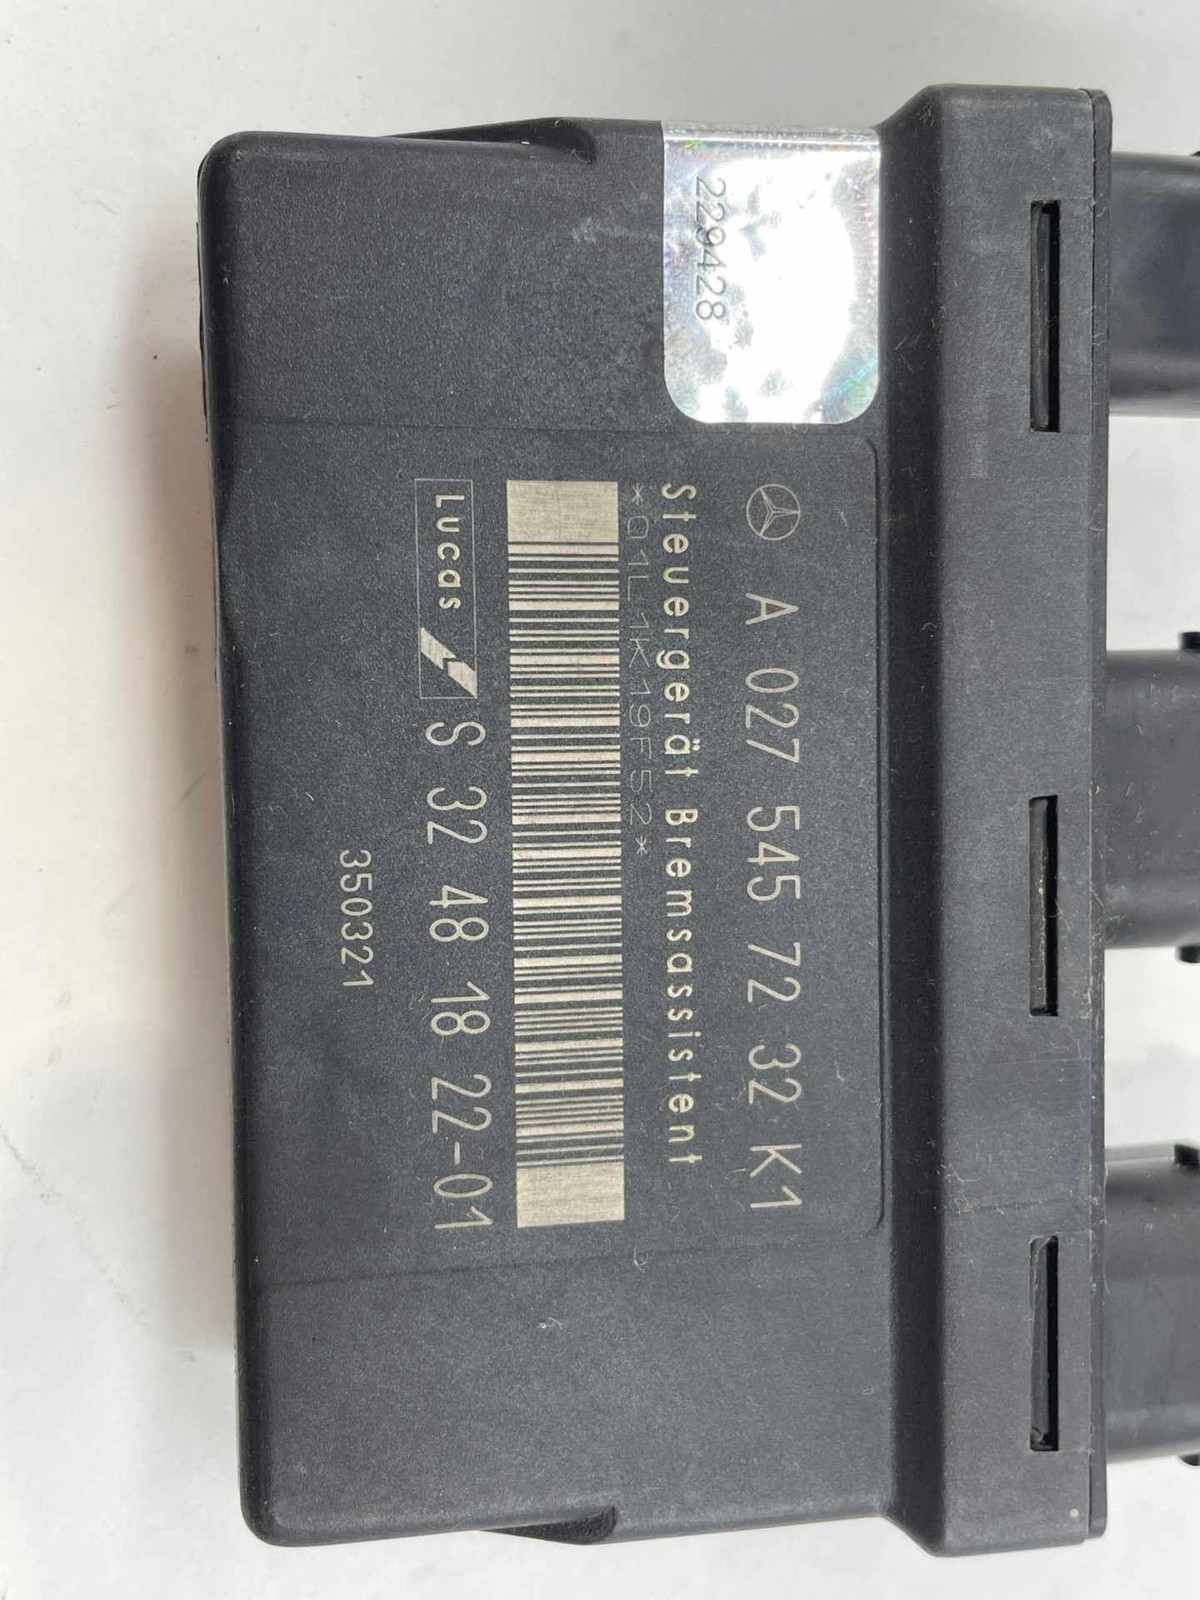 229428
A 027 545 72 32 K1
Steuergerät Bremsassistent
*01L1K19F52*
Lucas S 32 48 18 22-01
350321